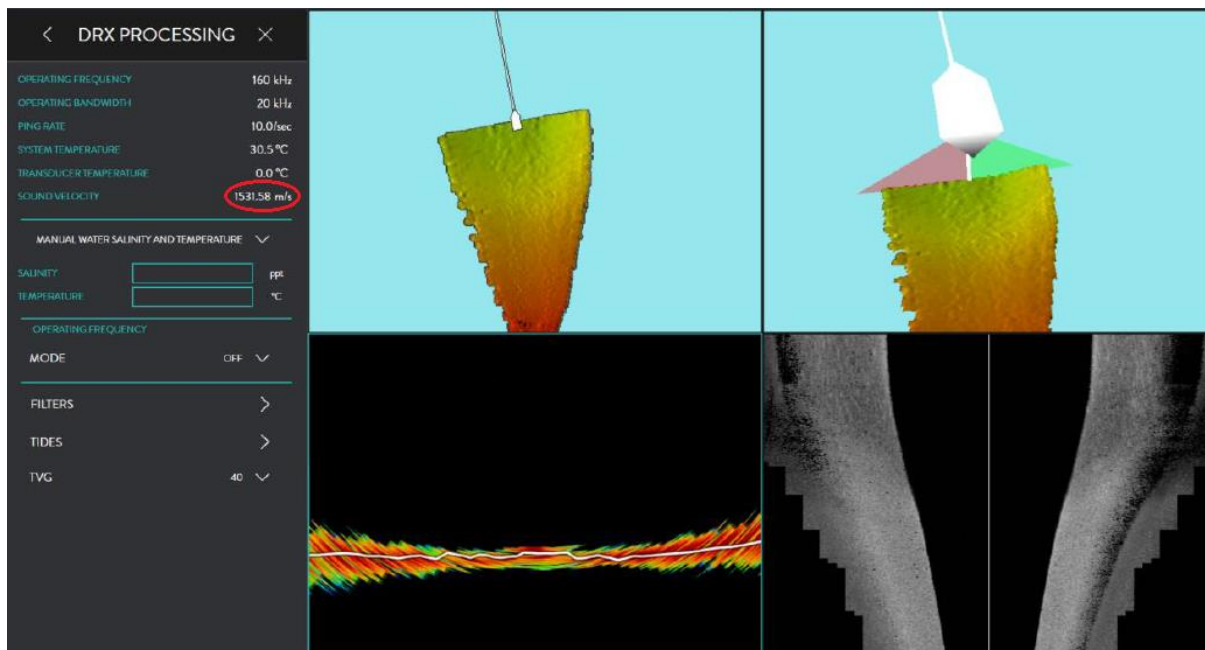 DRX PROCESSING
OPERATING FREQUENCY 160 kHz
OPERATING BANDWIDTH 20 kHz
PING RATE 10.0/sec
SYSTEM TEMPERATURE 30.5 °C
TRANSDUCER TEMPERATURE 0.0 °C
SOUND VELOCITY 1531.58 m/s
MANUAL WATER SALINITY AND TEMPERATURE
SALINITY ppt
TEMPERATURE °C
OPERATING FREQUENCY
MODE OFF
FILTERS
TIDES
TVG 40